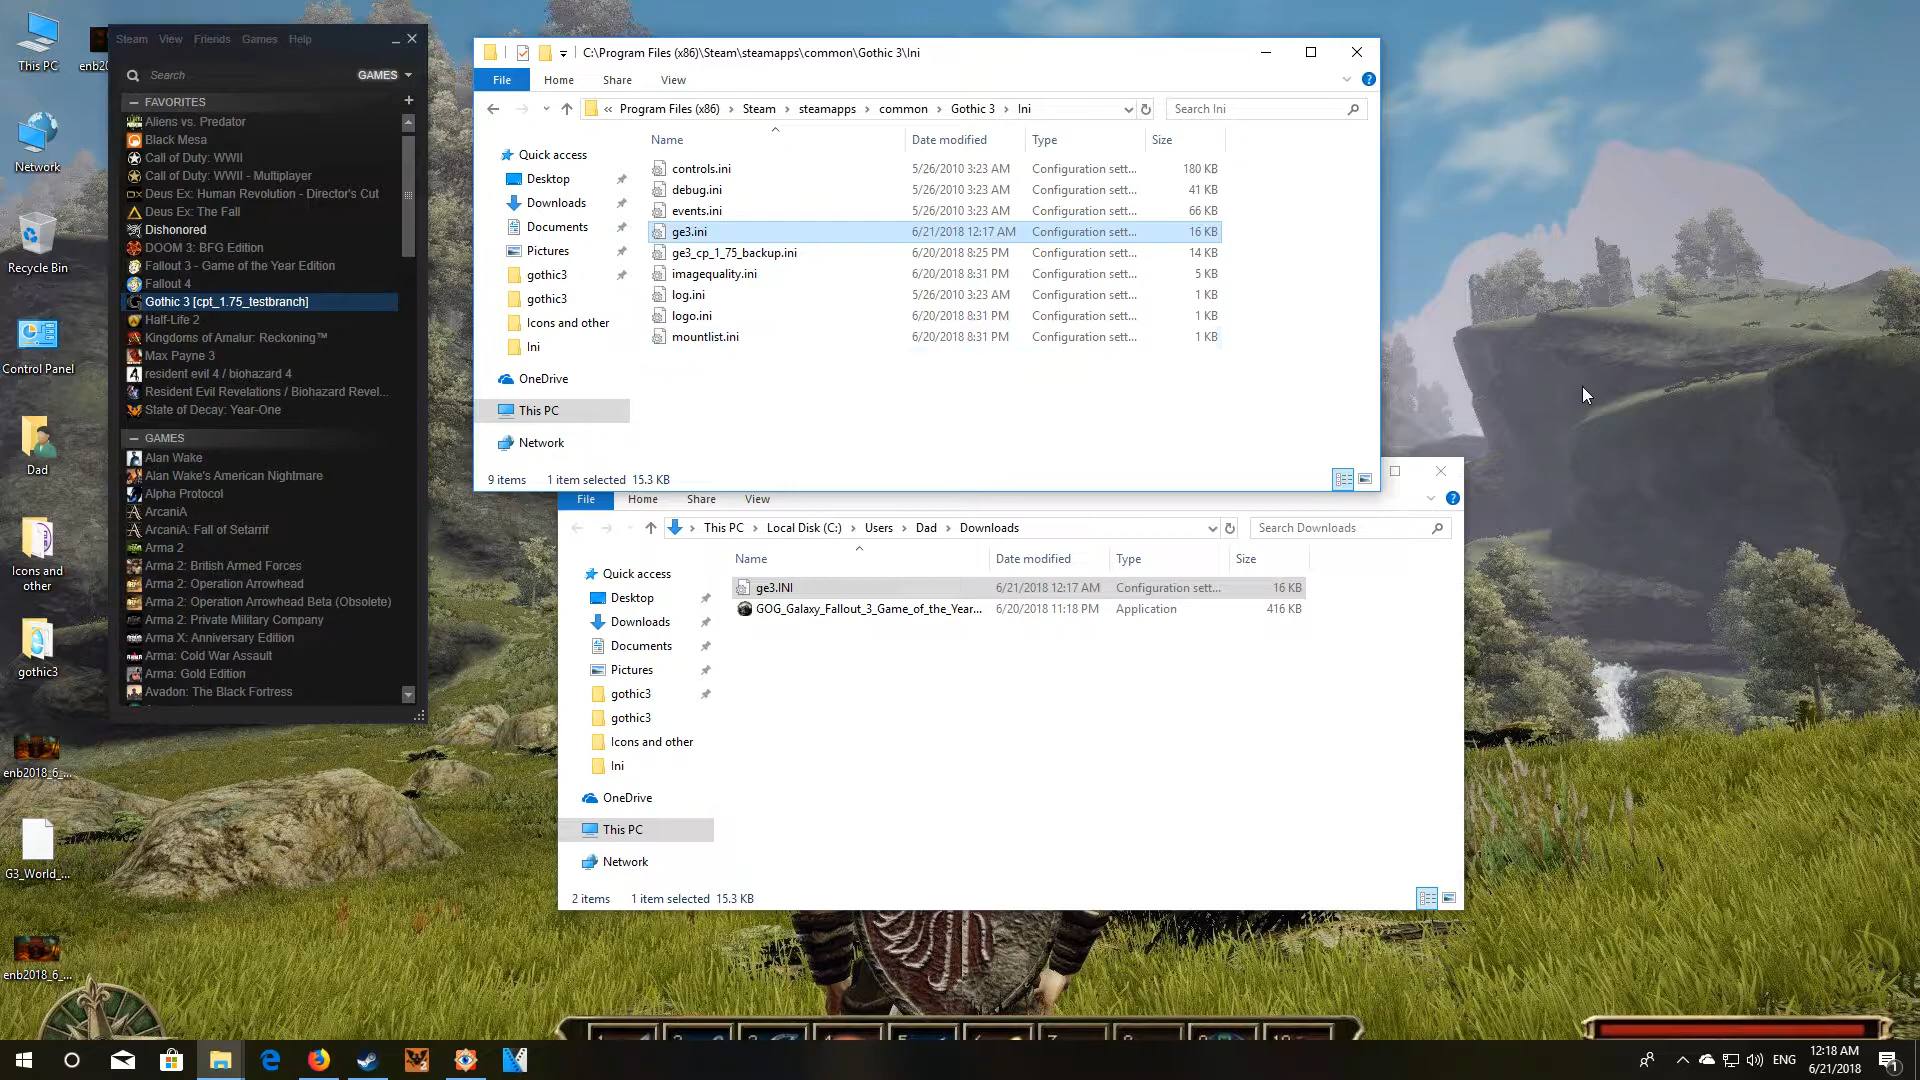 This PC
enb20
Network
Recycle Bin
Control Panel
Dad
Icons and
other
gothic3
enb2018_6_...
G3_World_...
enb2018_6_...
Steam View Friends Games Help
Search GAMES
FAVORITES
Aliens vs. Predator
Black Mesa
Call of Duty: WWII
Call of Duty: WWII - Multiplayer
Deus Ex: Human Revolution - Director's Cut
Deus Ex: The Fall
Dishonored
DOOM 3: BFG Edition
Fallout 3 - Game of the Year Edition
Fallout 4
Gothic 3 [cpt_1.75_testbranch]
Half-Life 2
Kingdoms of Amalur: Reckoning™
Max Payne 3
resident evil 4 / biohazard 4
Resident Evil Revelations / Biohazard Revel...
State of Decay: Year-One
GAMES
Alan Wake
Alan Wake's American Nightmare
Alpha Protocol
ArcaniA
ArcaniA: Fall of Setarrif
Arma 2
Arma 2: British Armed Forces
Arma 2: Operation Arrowhead
Arma 2: Operation Arrowhead Beta (Obsolete)
Arma 2: Private Military Company
Arma X: Anniversary Edition
Arma: Cold War Assault
Arma: Gold Edition
Avadon: The Black Fortress
C:\Program Files (x86)\Steam\steamapps\common\Gothic 3\Ini
File Home Share View
« Program Files (x86) Steam steamapps common Gothic 3 Ini Search Ini
Quick access
Desktop
Downloads
Documents
Pictures
gothic3
gothic3
Icons and other
Ini
OneDrive
This PC
Network
Name Date modified Type Size
controls.ini 5/26/2010 3:23 AM Configuration sett... 180 KB
debug.ini 5/26/2010 3:23 AM Configuration sett... 41 KB
events.ini 5/26/2010 3:23 AM Configuration sett... 66 KB
ge3.ini 6/21/2018 12:17 AM Configuration sett... 16 KB
ge3_cp_1_75_backup.ini 6/20/2018 8:25 PM Configuration sett... 14 KB
imagequality.ini 6/20/2018 8:31 PM Configuration sett... 5 KB
log.ini 5/26/2010 3:23 AM Configuration sett... 1 KB
logo.ini 6/20/2018 8:31 PM Configuration sett... 1 KB
mountlist.ini 6/20/2018 8:31 PM Configuration sett... 1 KB
9 items 1 item selected 15.3 KB
File Home Share View
This PC Local Disk (C:) Users Dad Downloads Search Downloads
Quick access
Desktop
Downloads
Documents
Pictures
gothic3
gothic3
Icons and other
Ini
OneDrive
This PC
Network
Name Date modified Type Size
ge3.INI 6/21/2018 12:17 AM Configuration sett... 16 KB
GOG_Galaxy_Fallout_3_Game_of_the_Year... 6/20/2018 11:18 PM Application 416 KB
2 items 1 item selected 15.3 KB
ENG
12:18 AM
6/21/2018
1